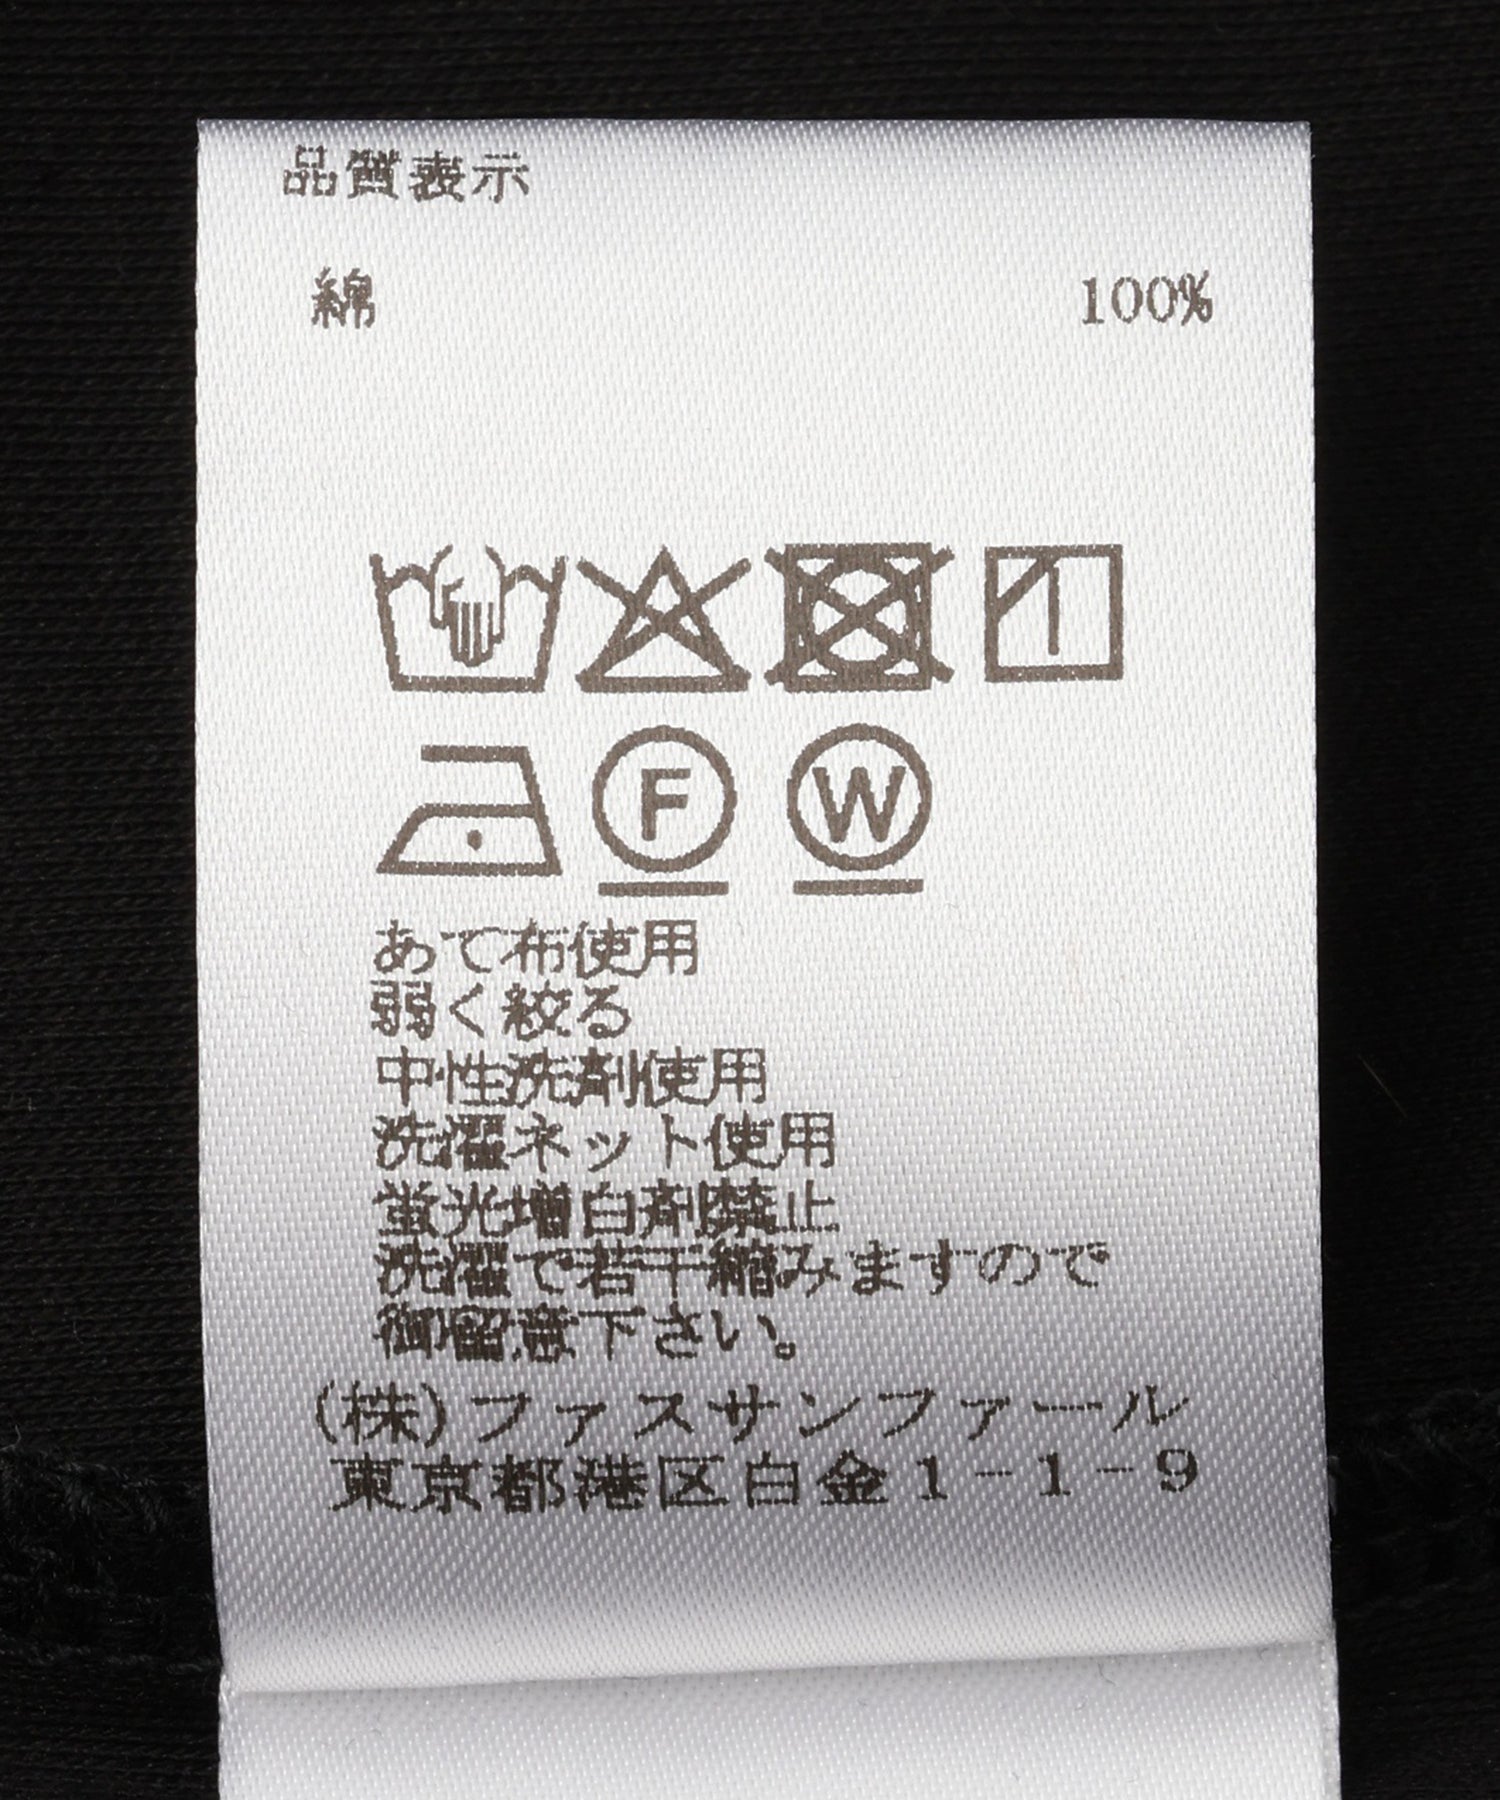 品質表示
綿 100%
F W
あて布使用
弱く絞る
中性洗剤使用
洗濯ネット使用
蛍光増白剤禁止
洗濯で若干縮みますので
御留意下さい。
(株)ファスサンファール
東京都港区白金1-1-9